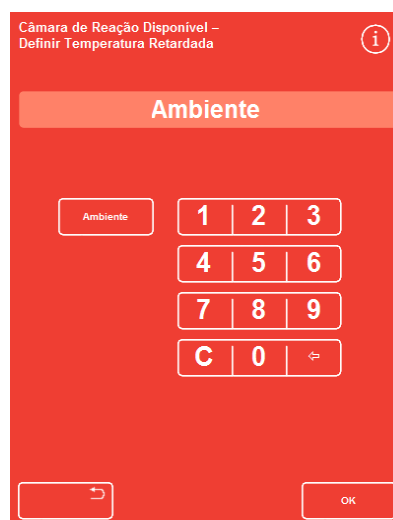 Câmara de Reação Disponível –
Definir Temperatura Retardada
i
Ambiente
Ambiente
1 2 3
4 5 6
7 8 9
C 0 ⇦
OK